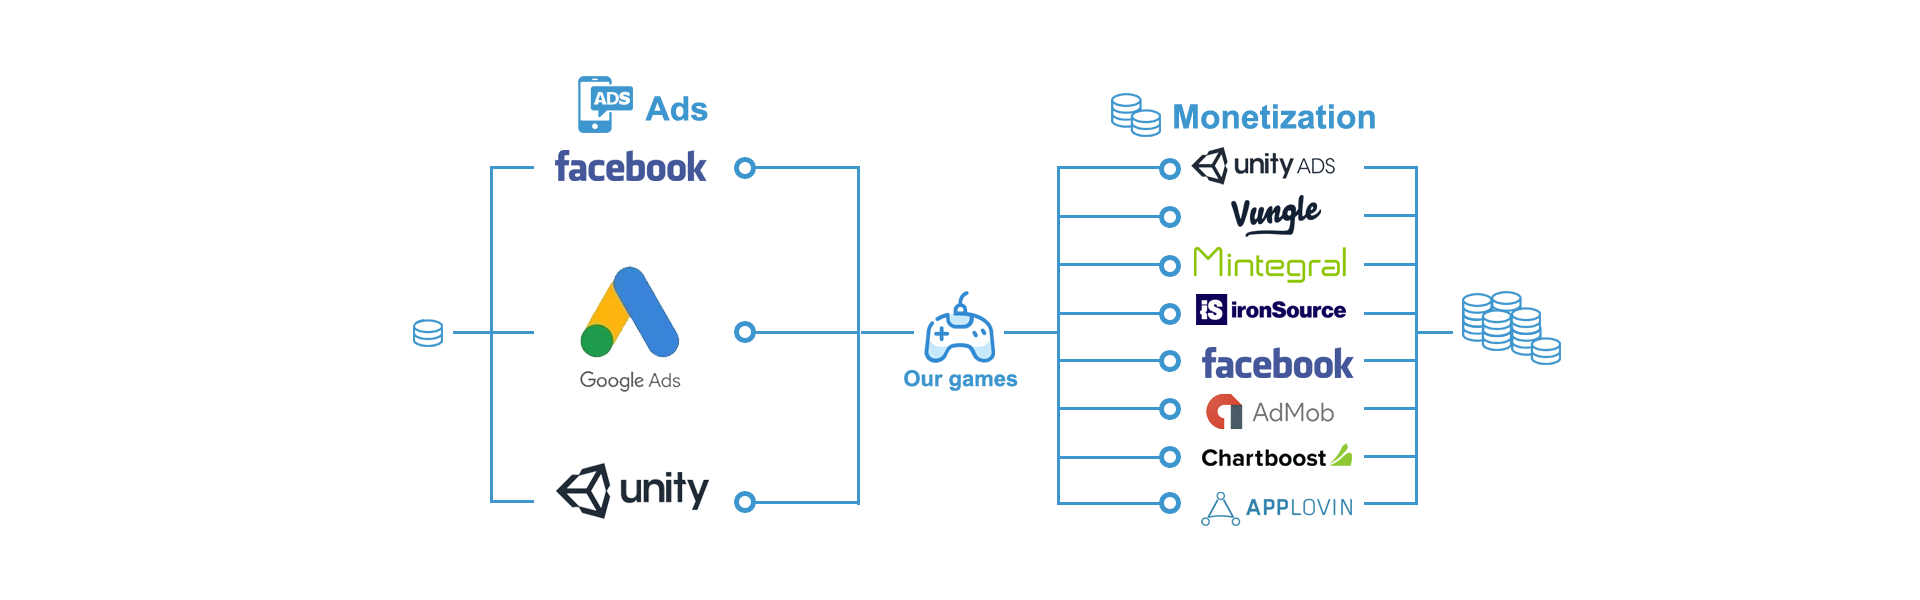 ADS
Ads
facebook
Google Ads
unity
Our games
Monetization
unity ADS
Vungle
Mintegral
iS ironSource
facebook
AdMob
Chartboost
APPLOVIN